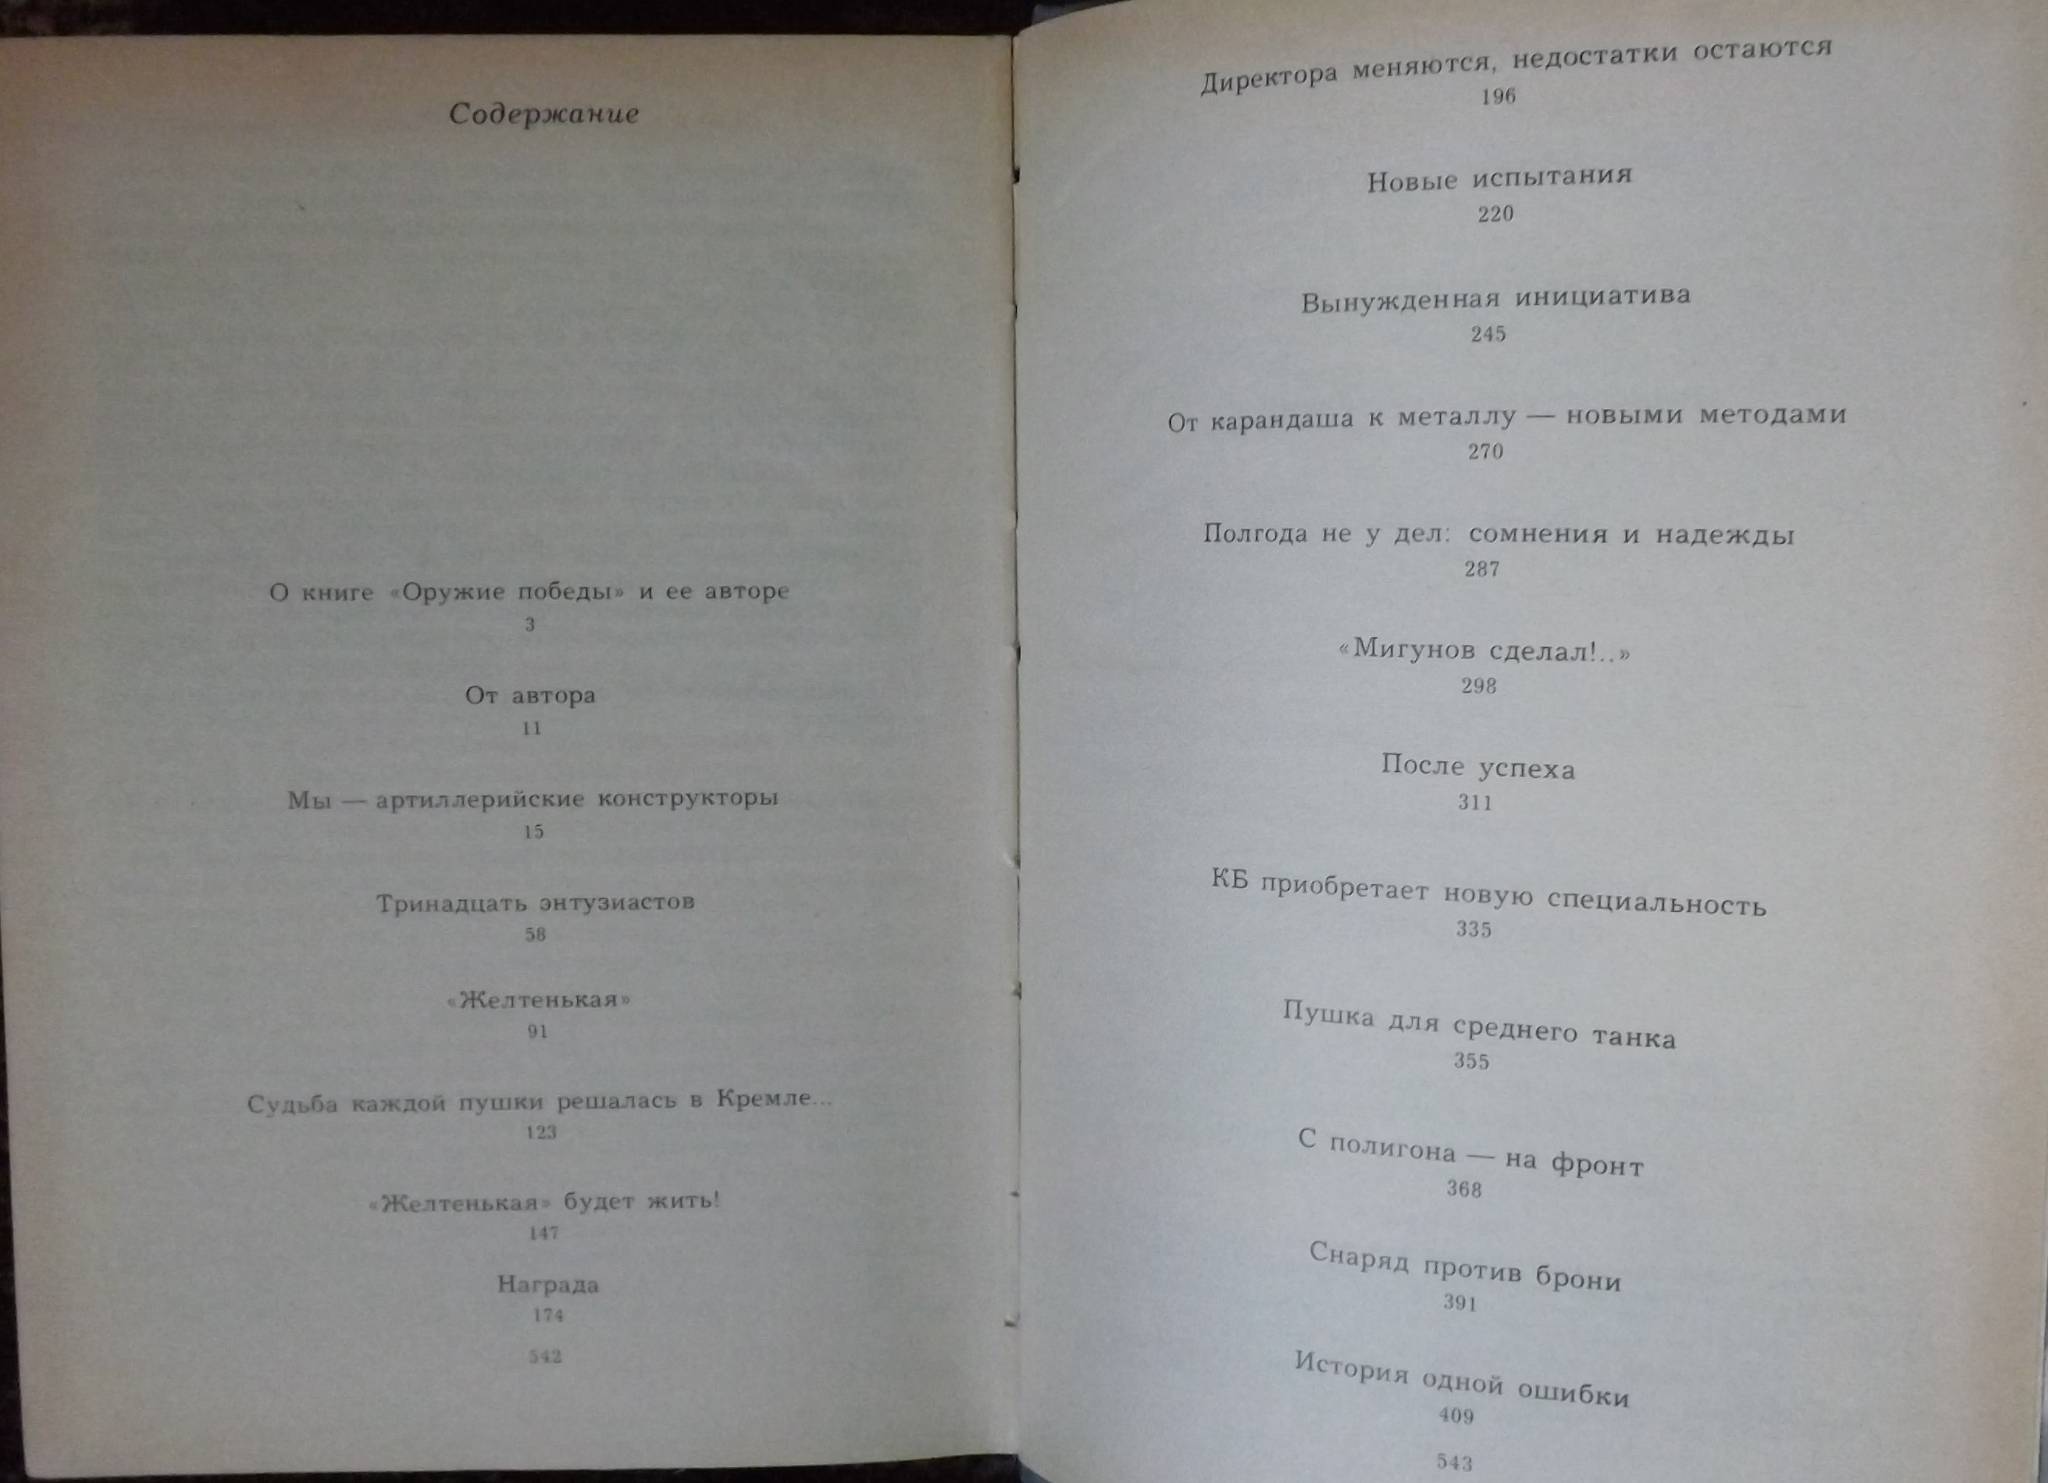 Содержание
О книге «Оружие победы» и ее авторе
3
От автора
11
Мы — артиллерийские конструкторы
15
Тринадцать энтузиастов
58
«Желтенькая»
91
Судьба каждой пушки решалась в Кремле...
123
«Желтенькая» будет жить!
147
Награда
174
542
Директора меняются, недостатки остаются
196
Новые испытания
220
Вынужденная инициатива
245
От карандаша к металлу — новыми методами
270
Полгода не у дел: сомнения и надежды
287
«Мигунов сделал!..»
298
После успеха
311
КБ приобретает новую специальность
335
Пушка для среднего танка
355
С полигона — на фронт
368
Снаряд против брони
391
История одной ошибки
409
543